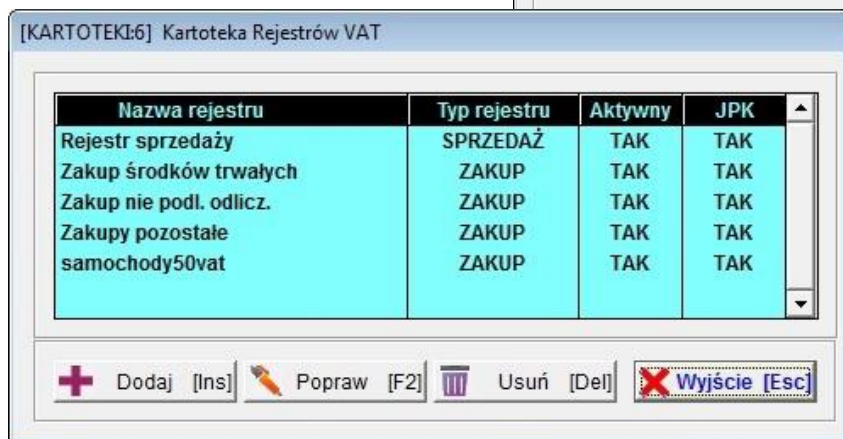 [KARTOTEKI:6] Kartoteka Rejestrów VAT
Nazwa rejestru Typ rejestru Aktywny JPK
Rejestr sprzedaży SPRZEDAŻ TAK TAK
Zakup środków trwałych ZAKUP TAK TAK
Zakup nie podl. odlicz. ZAKUP TAK TAK
Zakupy pozostałe ZAKUP TAK TAK
samochody50vat ZAKUP TAK TAK
Dodaj [Ins] Popraw [F2] Usuń [Del] Wyjście [Esc]